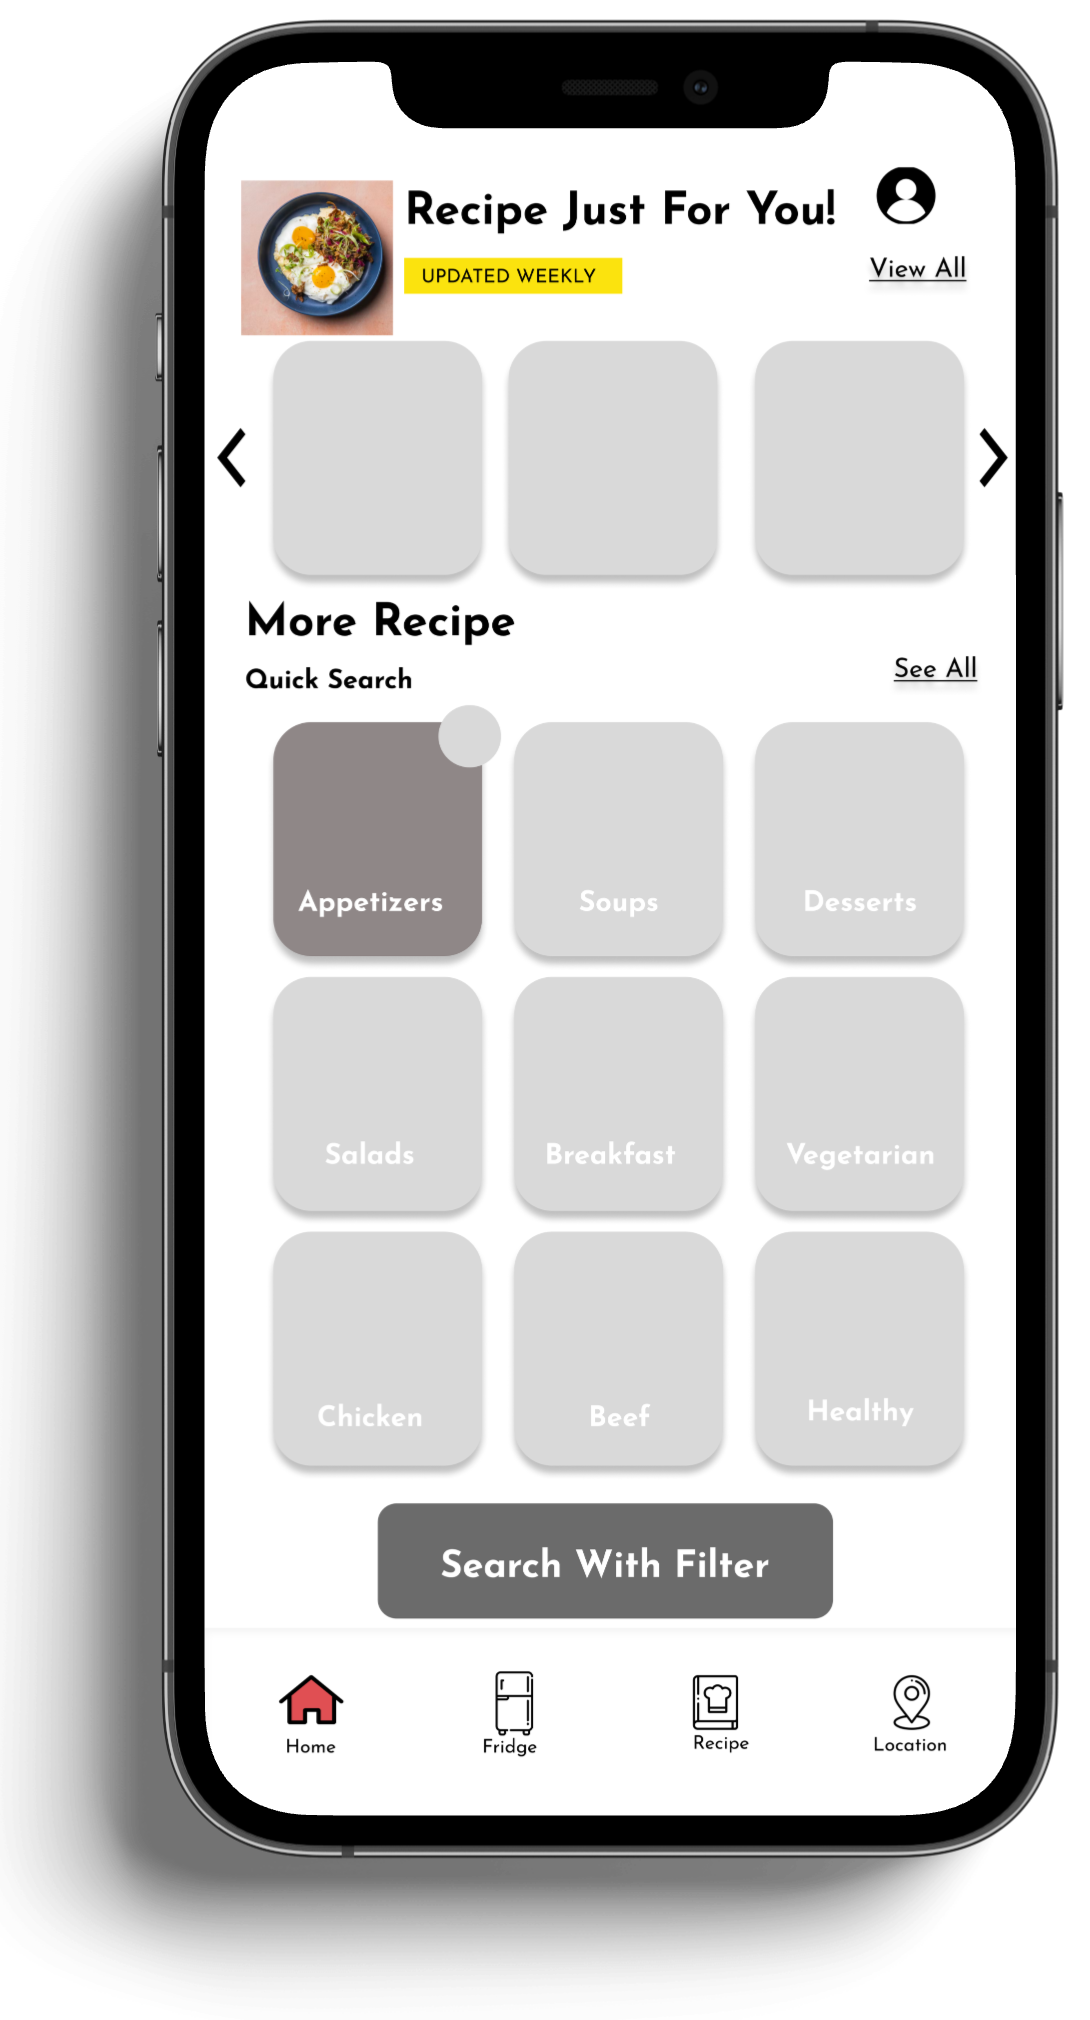 Recipe Just For You!
UPDATED WEEKLY
View All
More Recipe
Quick Search
See All
Appetizers
Soups
Desserts
Salads
Breakfast
Vegetarian
Chicken
Beef
Healthy
Search With Filter
Home
Fridge
Recipe
Location